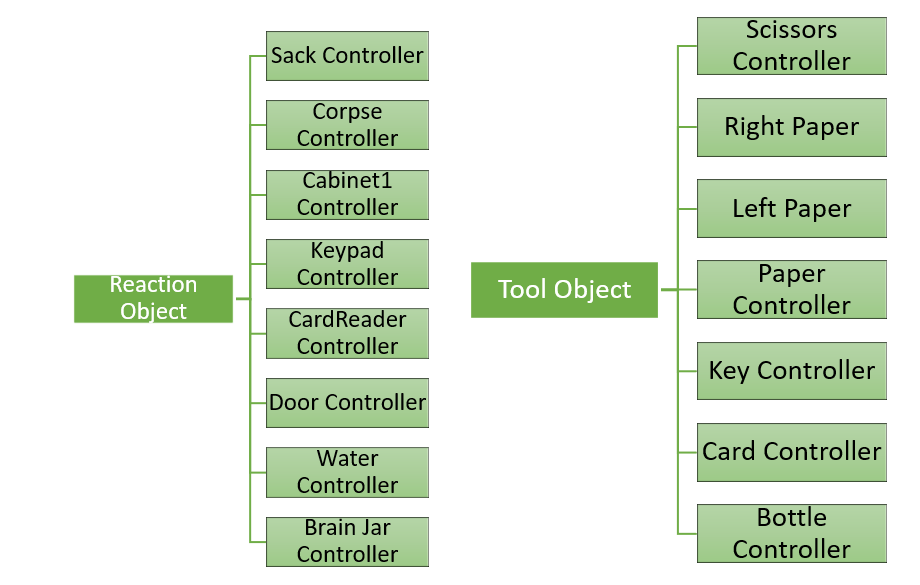 Reaction
Object
Sack Controller
Corpse
Controller
Cabinet1
Controller
Keypad
Controller
CardReader
Controller
Door Controller
Water
Controller
Brain Jar
Controller
Tool Object
Scissors
Controller
Right Paper
Left Paper
Paper
Controller
Key Controller
Card Controller
Bottle
Controller